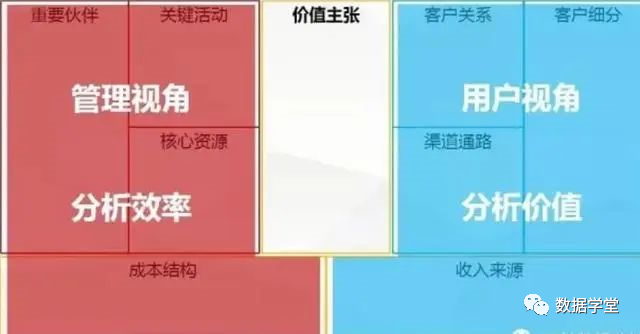 重要伙伴
关键活动
价值主张
客户关系
客户细分
管理视角
用户视角
核心资源
渠道通路
分析效率
分析价值
成本结构
收入来源
数据学堂